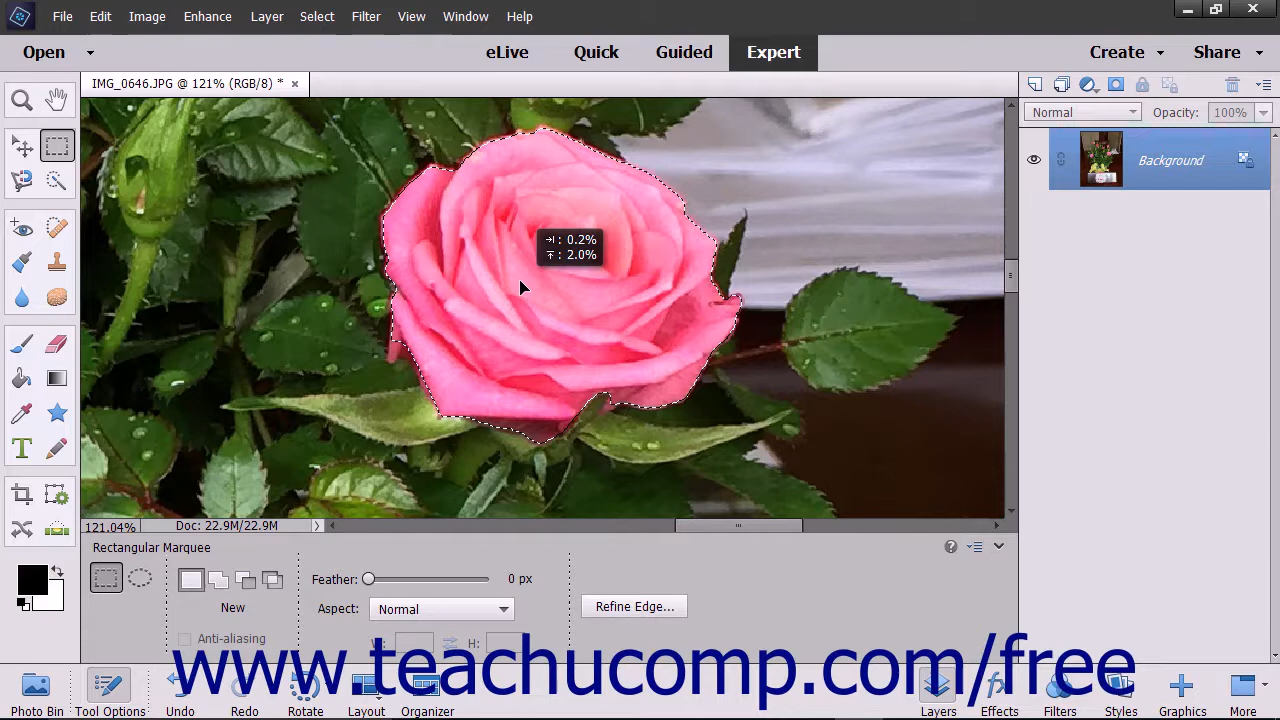 File Edit Image Enhance Layer Select Filter View Window Help
Open eLive Quick Guided Expert Create Share
IMG_0646.JPG @ 121% (RGB/8) * ×
Normal Opacity: 100%
Background
: 0.2%
: 2.0%
121.04% Doc: 22.9M/22.9M
Rectangular Marquee
Feather: 0 px
New
Aspect: Normal
Refine Edge...
Anti-aliasing
W: H:
www.teachucomp.com/free
Photo Bin Tool Options Undo Redo Rotate Layout Organizer Layers Effects Filters Styles Graphics More